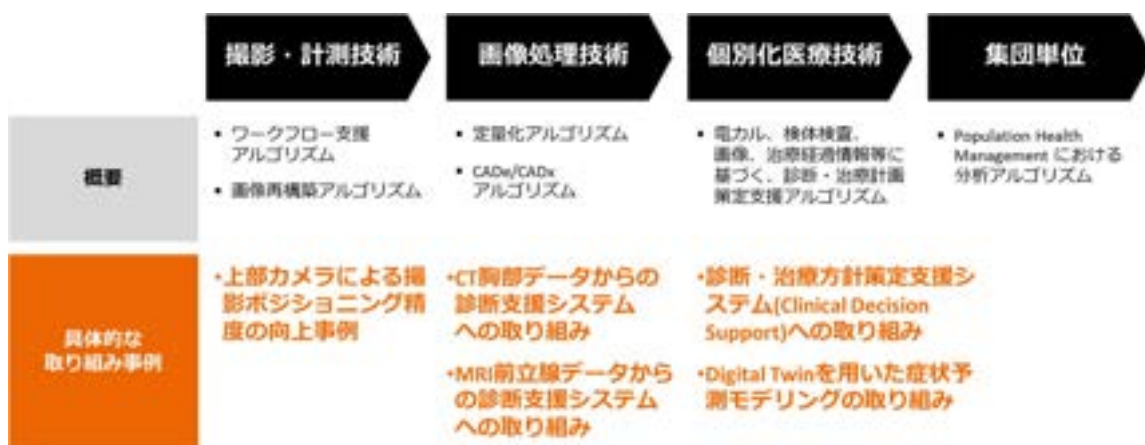 撮影・計測技術
画像処理技術
個別化医療技術
集団単位
概要
▪ ワークフロー支援
アルゴリズム
▪ 画像再構築アルゴリズム
▪ 定量化アルゴリズム
▪ CADe/CADx
アルゴリズム
▪ 電カル、検体検査、
画像、治療経過情報等に
基づく、診断・治療計画
策定支援アルゴリズム
▪ Population Health
Management における
分析アルゴリズム
具体的な
取り組み事例
•上部カメラによる撮
影ポジショニング精
度の向上事例
•CT胸部データからの
診断支援システム
への取り組み
•MRI前立線データから
の診断支援システム
への取り組み
•診断・治療方針策定支援シ
ステム(Clinical Decision
Support)への取り組み
•Digital Twinを用いた症状予
測モデリングの取り組み